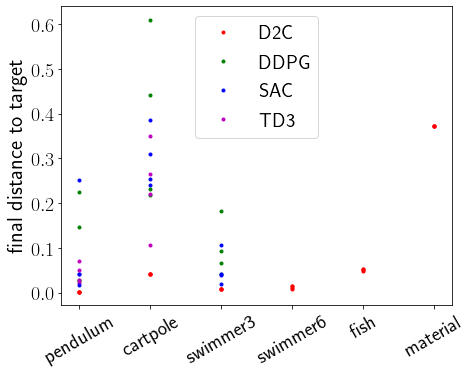 final distance to target
0.6
0.5
0.4
0.3
0.2
0.1
0.0
D2C
DDPG
SAC
TD3
pendulum
cartpole
swimmer3
swimmer6
fish
material